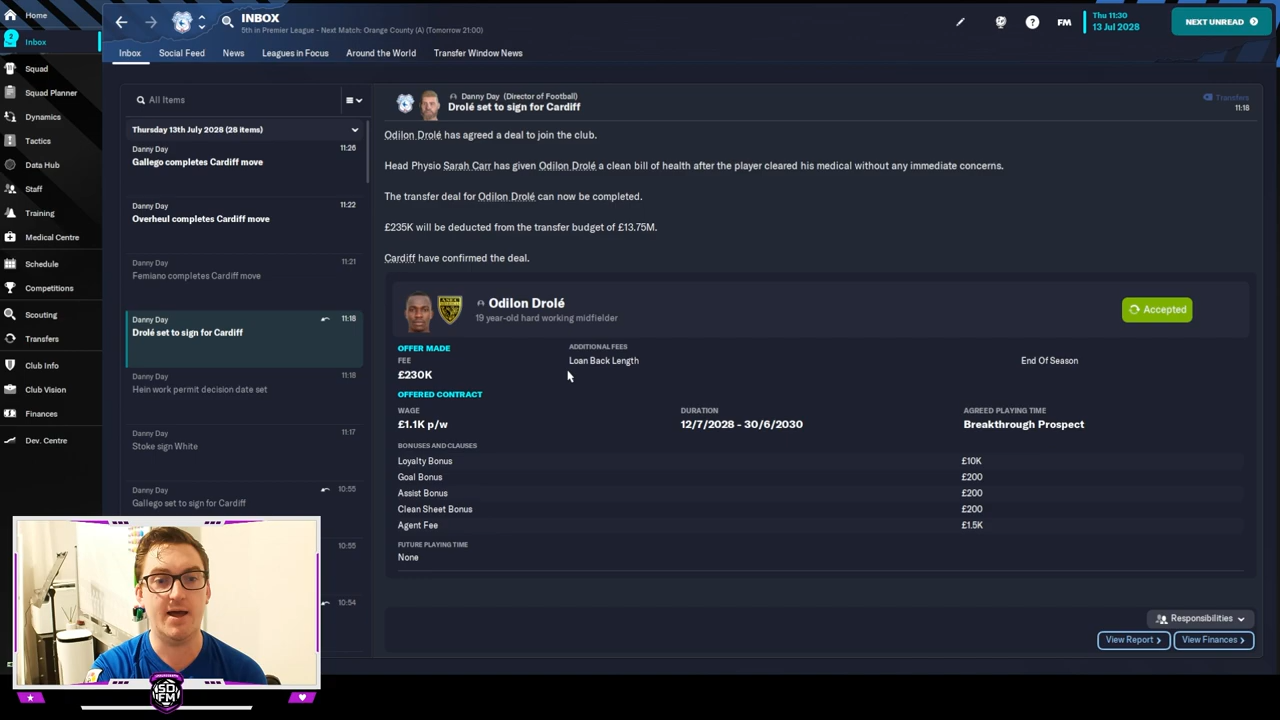 Home
INBOX
5th in Premier League - Next Match: Orange County (A) (Tomorrow 21:00)
FM
Thu 11:30
13 Jul 2028
NEXT UNREAD
2
Inbox
Squad
Squad Planner
Dynamics
Tactics
Data Hub
Staff
Training
Medical Centre
Schedule
Competitions
Scouting
Transfers
Club Info
Club Vision
Finances
Dev. Centre
Inbox
Social Feed
News
Leagues in Focus
Around the World
Transfer Window News
All Items
Thursday 13th July 2028 (28 items)
Danny Day 11:26
Gallego completes Cardiff move
Danny Day 11:22
Overheul completes Cardiff move
Danny Day 11:21
Femiano completes Cardiff move
Danny Day 11:18
Drolé set to sign for Cardiff
Danny Day 11:18
Hein work permit decision date set
Danny Day 11:17
Stoke sign White
Danny Day 10:55
Gallego set to sign for Cardiff
10:55
10:54
Danny Day (Director of Football)
Drolé set to sign for Cardiff
Transfers
11:18
Odilon Drolé has agreed a deal to join the club.
Head Physio Sarah Carr has given Odilon Drolé a clean bill of health after the player cleared his medical without any immediate concerns.
The transfer deal for Odilon Drolé can now be completed.
£235K will be deducted from the transfer budget of £13.75M.
Cardiff have confirmed the deal.
Odilon Drolé
19 year-old hard working midfielder
Accepted
OFFER MADE
FEE
£230K
ADDITIONAL FEES
Loan Back Length End Of Season
OFFERED CONTRACT
WAGE
£1.1K p/w
DURATION
12/7/2028 - 30/6/2030
AGREED PLAYING TIME
Breakthrough Prospect
BONUSES AND CLAUSES
Loyalty Bonus £10K
Goal Bonus £200
Assist Bonus £200
Clean Sheet Bonus £200
Agent Fee £1.5K
FUTURE PLAYING TIME
None
Responsibilities
View Report
View Finances
SD
FM